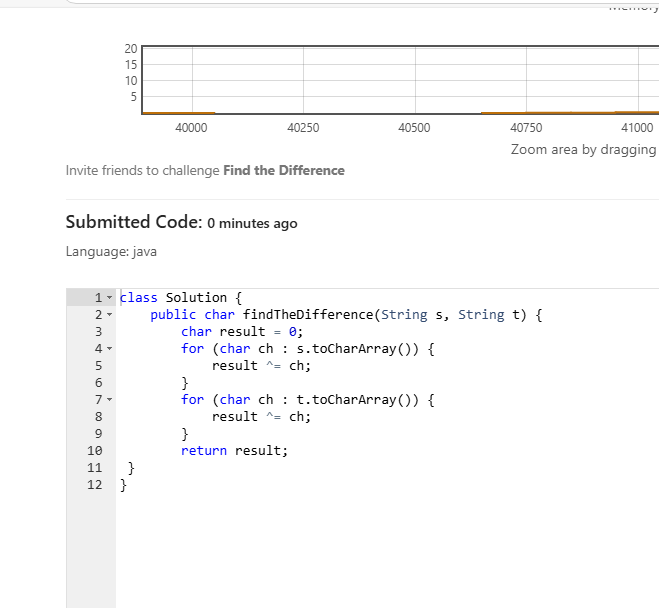 20
15
10
5
40000 40250 40500 40750 41000
Zoom area by dragging
Invite friends to challenge Find the Difference
Submitted Code: 0 minutes ago
Language: java
1 class Solution {
2     public char findTheDifference(String s, String t) {
3         char result = 0;
4         for (char ch : s.toCharArray()) {
5             result ^= ch;
6         }
7         for (char ch : t.toCharArray()) {
8             result ^= ch;
9         }
10         return result;
11  }
12 }